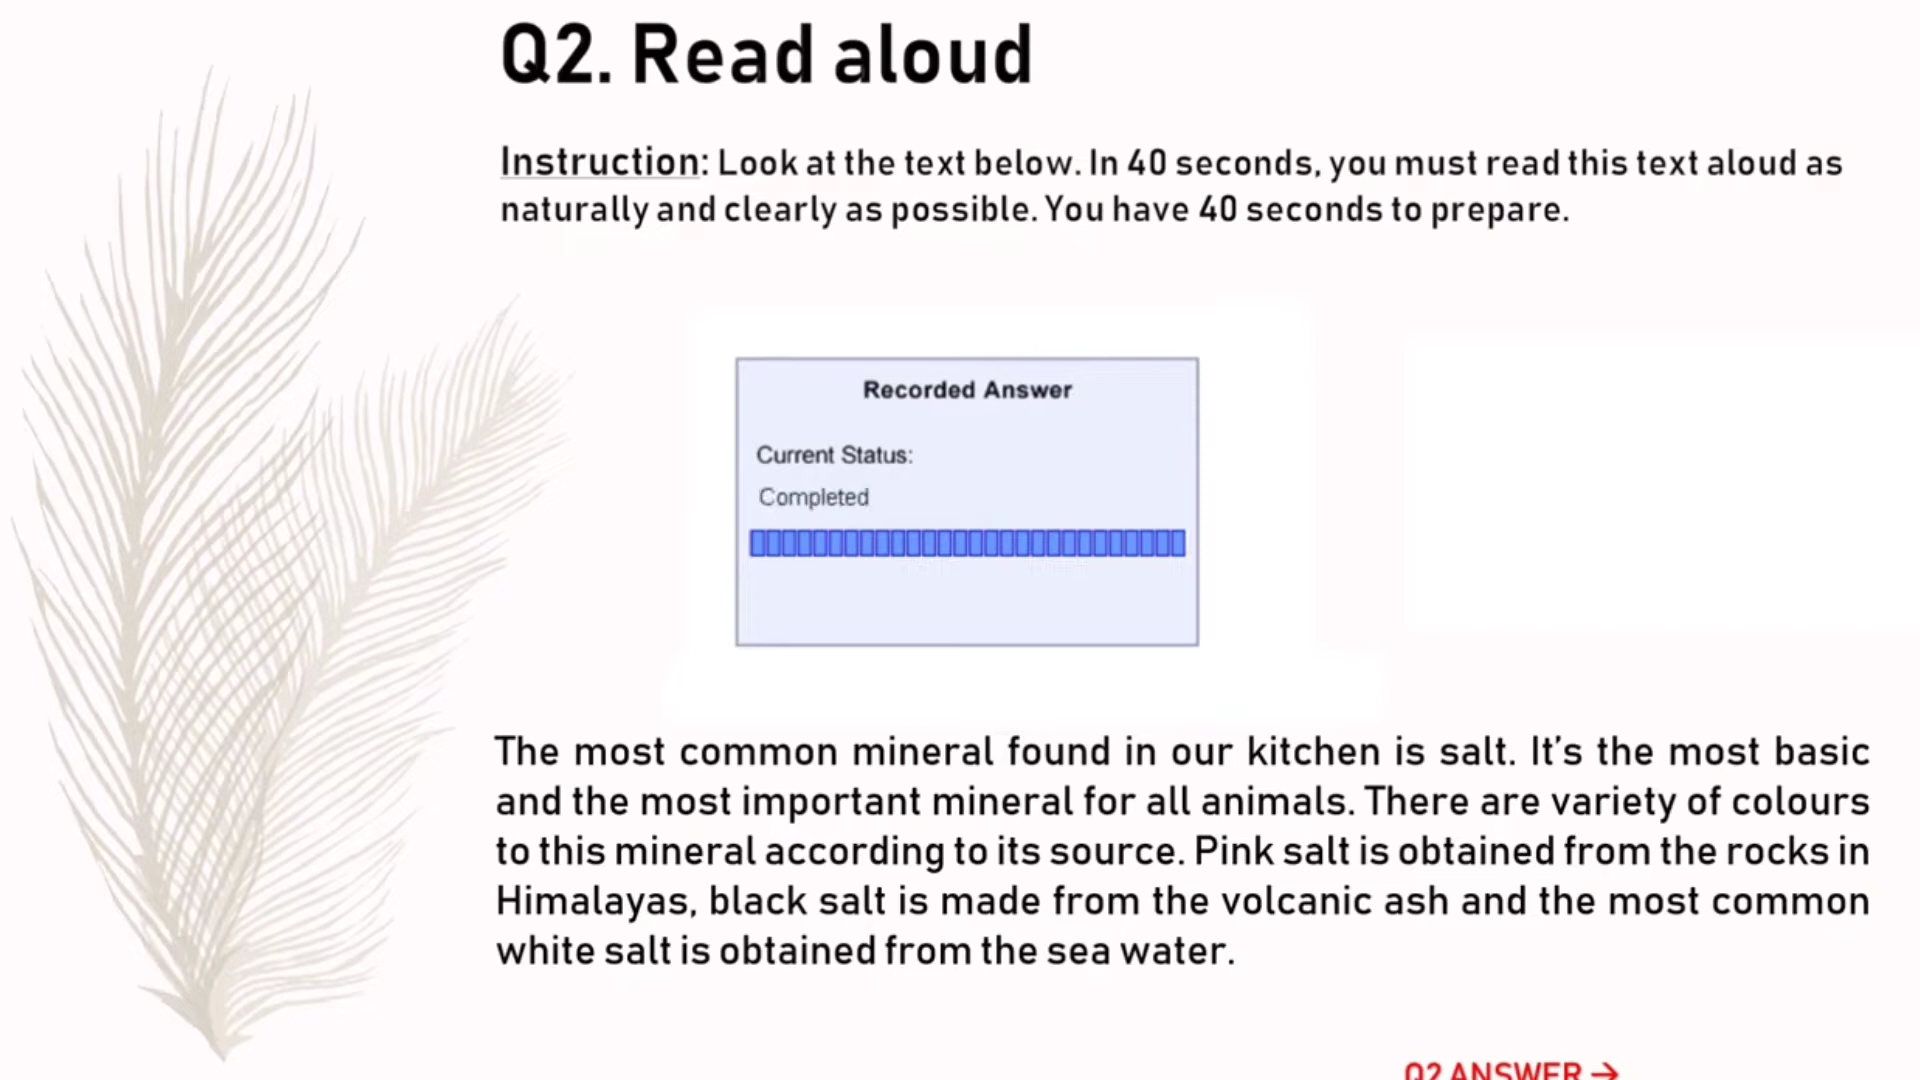 Q2. Read aloud
Instruction: Look at the text below. In 40 seconds, you must read this text aloud as
naturally and clearly as possible. You have 40 seconds to prepare.
Recorded Answer
Current Status:
Completed
The most common mineral found in our kitchen is salt. It’s the most basic
and the most important mineral for all animals. There are variety of colours
to this mineral according to its source. Pink salt is obtained from the rocks in
Himalayas, black salt is made from the volcanic ash and the most common
white salt is obtained from the sea water.
Q2 ANSWER →